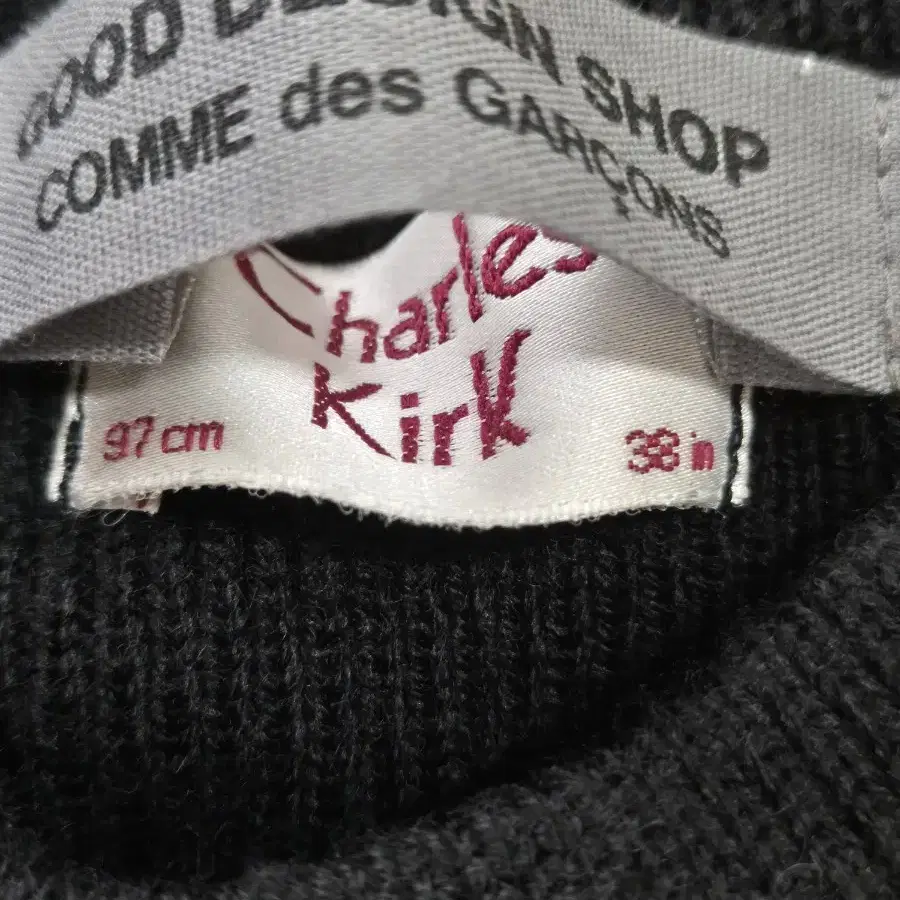 GOOD DESIGN SHOP
COMME des GARÇONS
Charles
Kirk
97 cm
38 in